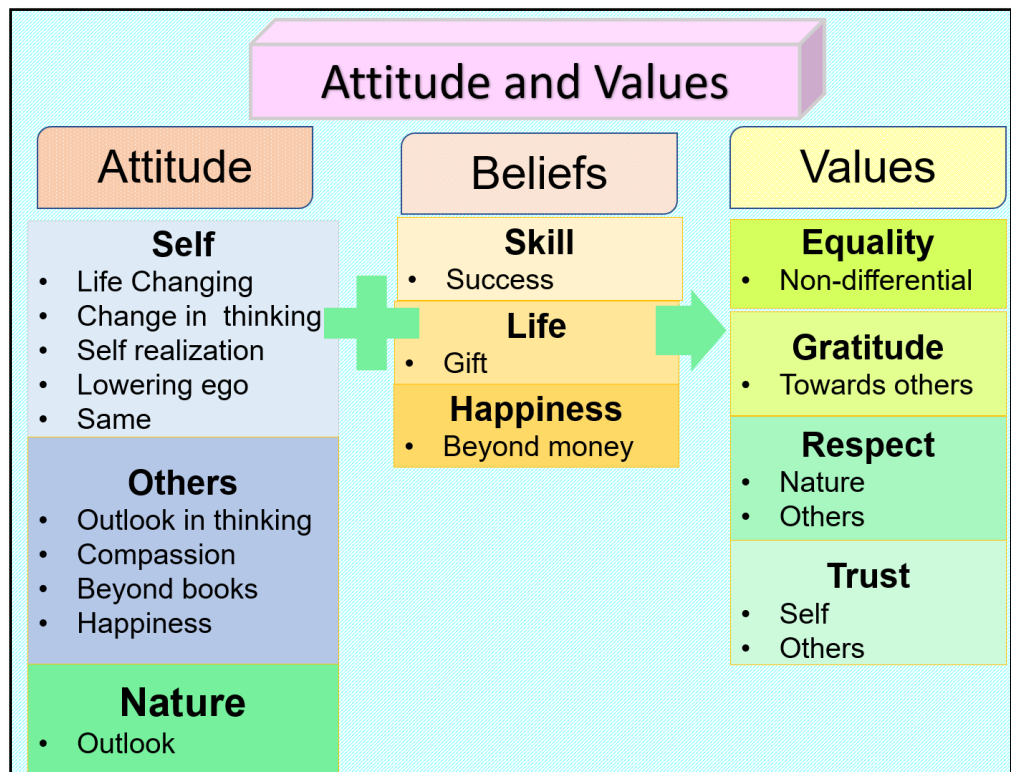 Attitude and Values
Attitude
Self
• Life Changing
• Change in thinking
• Self realization
• Lowering ego
• Same
Others
• Outlook in thinking
• Compassion
• Beyond books
• Happiness
Nature
• Outlook
Beliefs
Skill
• Success
Life
• Gift
Happiness
• Beyond money
Values
Equality
• Non-differential
Gratitude
• Towards others
Respect
• Nature
• Others
Trust
• Self
• Others